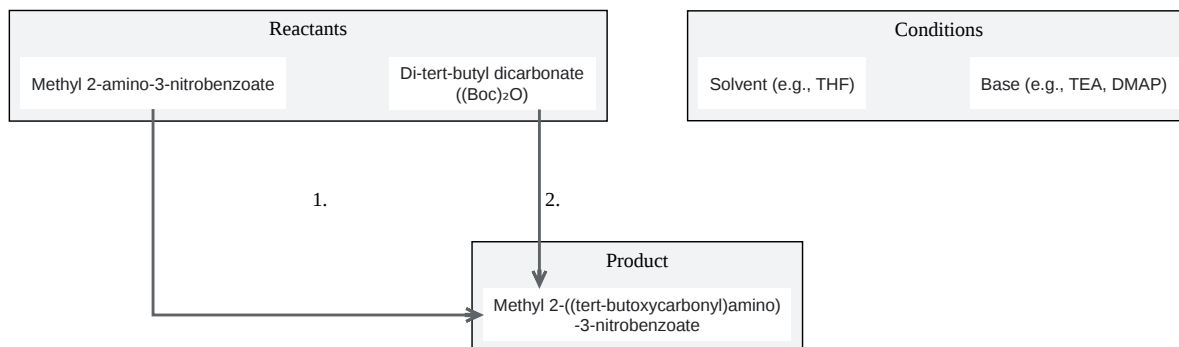 Reactants
Methyl 2-amino-3-nitrobenzoate
Di-tert-butyl dicarbonate
((Boc)₂O)
Conditions
Solvent (e.g., THF)
Base (e.g., TEA, DMAP)
1.
2.
Product
Methyl 2-((tert-butoxycarbonyl)amino)
-3-nitrobenzoate